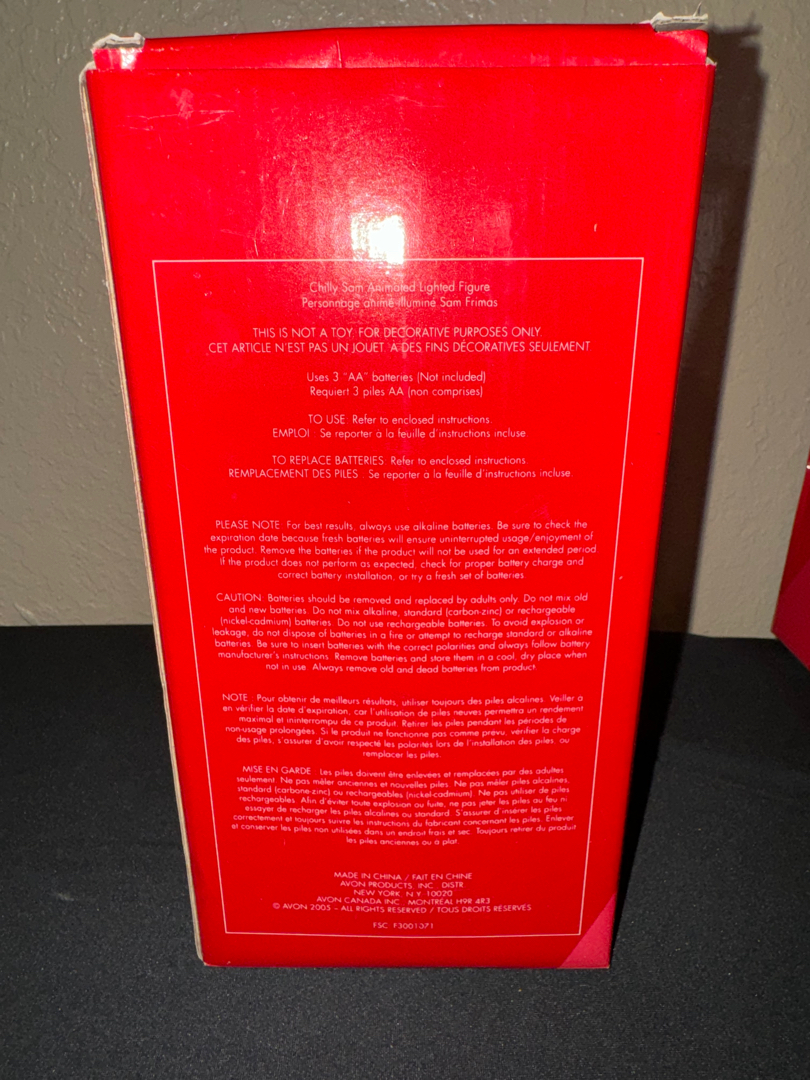 Chilly Sam Animated Lighted Figure
Personnage animé-illuminé Sam Frimas
THIS IS NOT A TOY. FOR DECORATIVE PURPOSES ONLY.
CET ARTICLE N'EST PAS UN JOUET. À DES FINS DÉCORATIVES SEULEMENT.
Uses 3 "AA" batteries (Not included)
Requiert 3 piles AA (non comprises)
TO USE: Refer to enclosed instructions.
EMPLOI : Se reporter à la feuille d'instructions incluse.
TO REPLACE BATTERIES: Refer to enclosed instructions.
REMPLACEMENT DES PILES : Se reporter à la feuille d'instructions incluse.
PLEASE NOTE: For best results, always use alkaline batteries. Be sure to check the
expiration date because fresh batteries will ensure uninterrupted usage/enjoyment of
the product. Remove the batteries if the product will not be used for an extended period.
If the product does not perform as expected, check for proper battery charge and
correct battery installation, or try a fresh set of batteries.
CAUTION: Batteries should be removed and replaced by adults only. Do not mix old
and new batteries. Do not mix alkaline, standard (carbon-zinc) or rechargeable
(nickel-cadmium) batteries. Do not use rechargeable batteries. To avoid explosion or
leakage, do not dispose of batteries in a fire or attempt to recharge standard or alkaline
batteries. Be sure to insert batteries with the correct polarities and always follow battery
manufacturer's instructions. Remove batteries and store them in a cool, dry place when
not in use. Always remove old and dead batteries from product.
NOTE : Pour obtenir de meilleurs résultats, utiliser toujours des piles alcalines. Veiller à
en vérifier la date d'expiration, car l'utilisation de piles neuves permettra un rendement
maximal et ininterrompu de ce produit. Retirer les piles pendant les périodes de
non-usage prolongées. Si le produit ne fonctionne pas comme prévu, vérifier la charge
des piles, s'assurer d'avoir respecté les polarités lors de l'installation des piles, ou
remplacer les piles.
MISE EN GARDE : Les piles doivent être enlevées et remplacées par des adultes
seulement. Ne pas mêler anciennes et nouvelles piles. Ne pas mêler piles alcalines,
standard (carbone-zinc) ou rechargeables (nickel-cadmium). Ne pas utiliser de piles
rechargeables. Afin d'éviter toute explosion ou fuite, ne pas jeter les piles au feu ni
essayer de recharger les piles alcalines ou standard. S'assurer d'insérer les piles
correctement et toujours suivre les instructions du fabricant concernant les piles. Enlever
et conserver les piles non utilisées dans un endroit frais et sec. Toujours retirer du produit
les piles anciennes ou à plat.
MADE IN CHINA / FAIT EN CHINE
AVON PRODUCTS, INC. DISTR.
NEW YORK, N.Y. 10020
AVON CANADA INC. MONTREAL H9R 4R3
© AVON 2005 – ALL RIGHTS RESERVED / TOUS DROITS RÉSERVÉS
FSC: F3001371